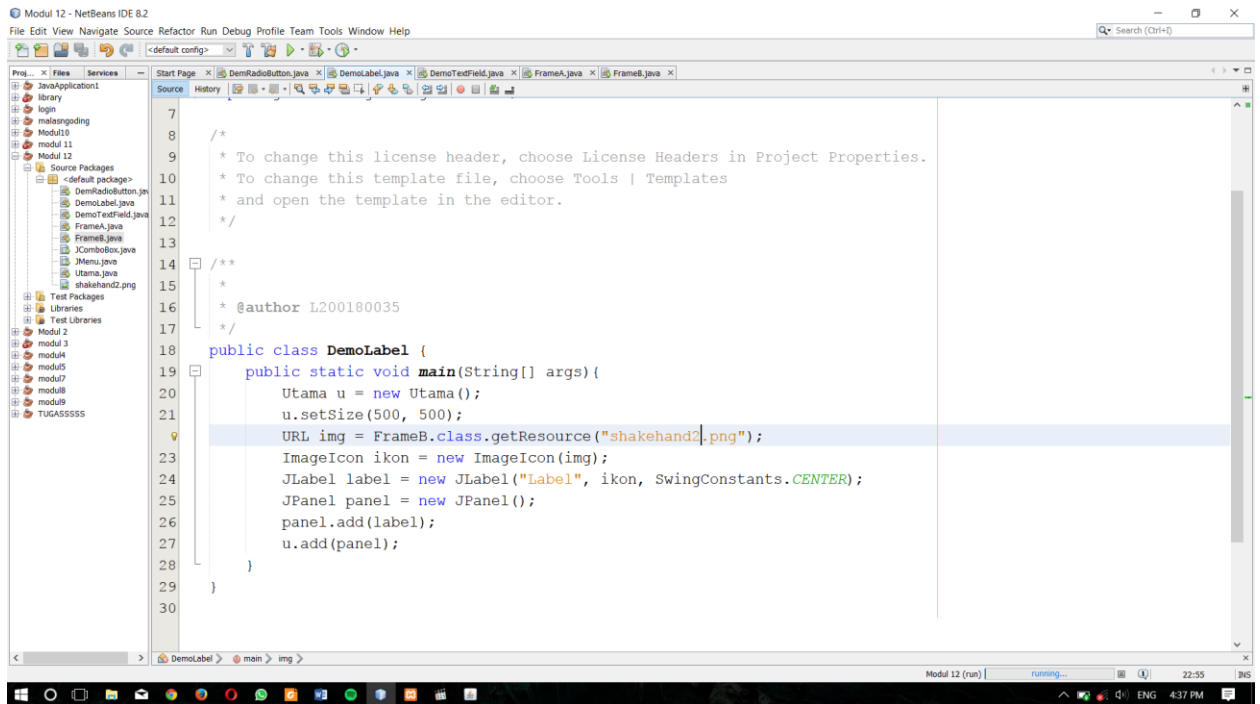 Modul 12 - NetBeans IDE 8.2
File Edit View Navigate Source Refactor Run Debug Profile Team Tools Window Help
Search (Ctrl+I)
<default config>
Proj... Files Services
Start Page DemRadioButton.java DemoLabel.java DemoTextField.java FrameA.java FrameB.java
Source History
JavaApplication1
library
login
malasngoding
Modul10
modul 11
Modul 12
Source Packages
<default package>
DemRadioButton.jav
DemoLabel.java
DemoTextField.java
FrameA.java
FrameB.java
JComboBox.java
JMenu.java
Utama.java
shakehand2.png
Test Packages
Libraries
Test Libraries
Modul 2
modul 3
modul4
modul5
modul7
modul8
modul9
TUGASSSSS
7
8 /*
9 * To change this license header, choose License Headers in Project Properties.
10 * To change this template file, choose Tools | Templates
11 * and open the template in the editor.
12 */
13
14 /**
15 *
16 * @author L200180035
17 */
18 public class DemoLabel {
19 public static void main(String[] args){
20 Utama u = new Utama();
21 u.setSize(500, 500);
URL img = FrameB.class.getResource("shakehand2.png");
23 ImageIcon ikon = new ImageIcon(img);
24 JLabel label = new JLabel("Label", ikon, SwingConstants.CENTER);
25 JPanel panel = new JPanel();
26 panel.add(label);
27 u.add(panel);
28 }
29 }
30
DemoLabel main img
Modul 12 (run) running... 22:55 INS
ENG 4:37 PM